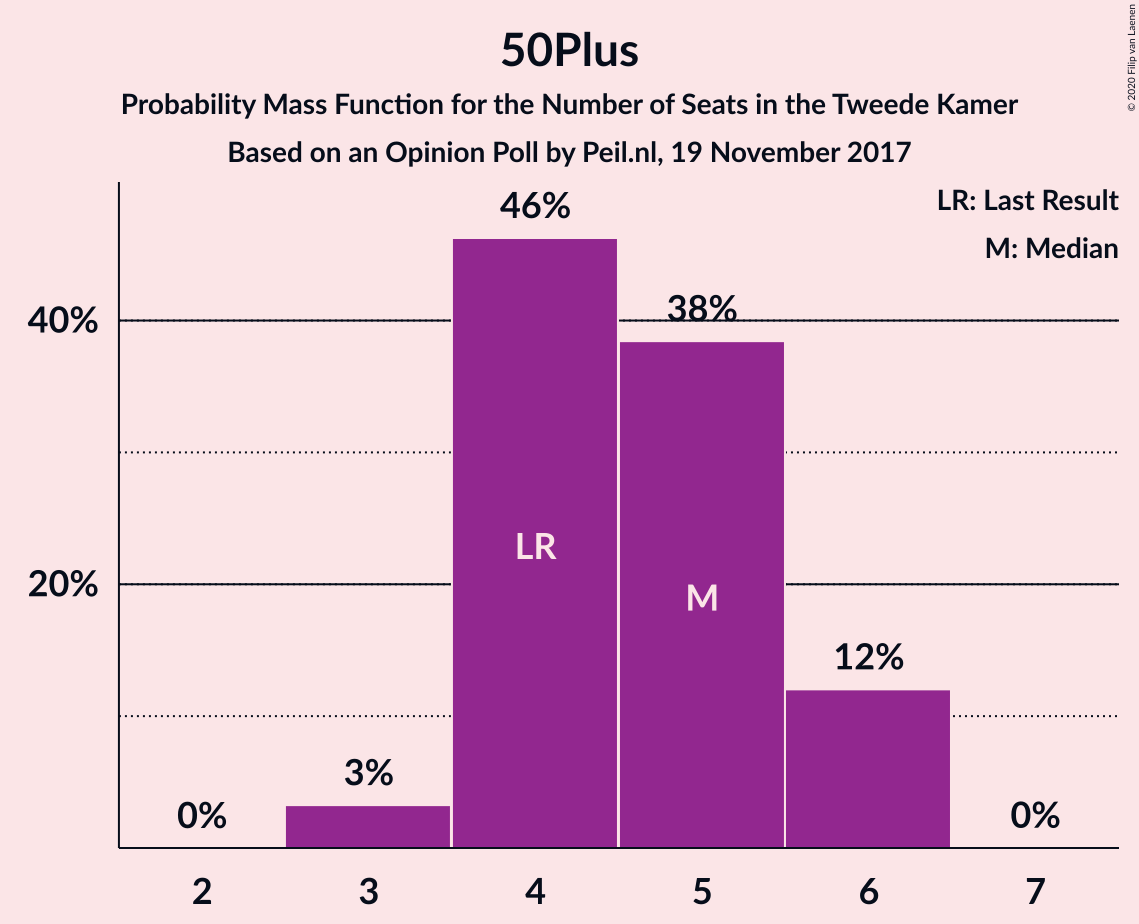 50Plus
Probability Mass Function for the Number of Seats in the Tweede Kamer
Based on an Opinion Poll by Peil.nl, 19 November 2017
© 2020 Filip van Laenen
LR: Last Result
M: Median
40%
20%
0%
3%
46%
38%
12%
0%
LR
M
2 3 4 5 6 7